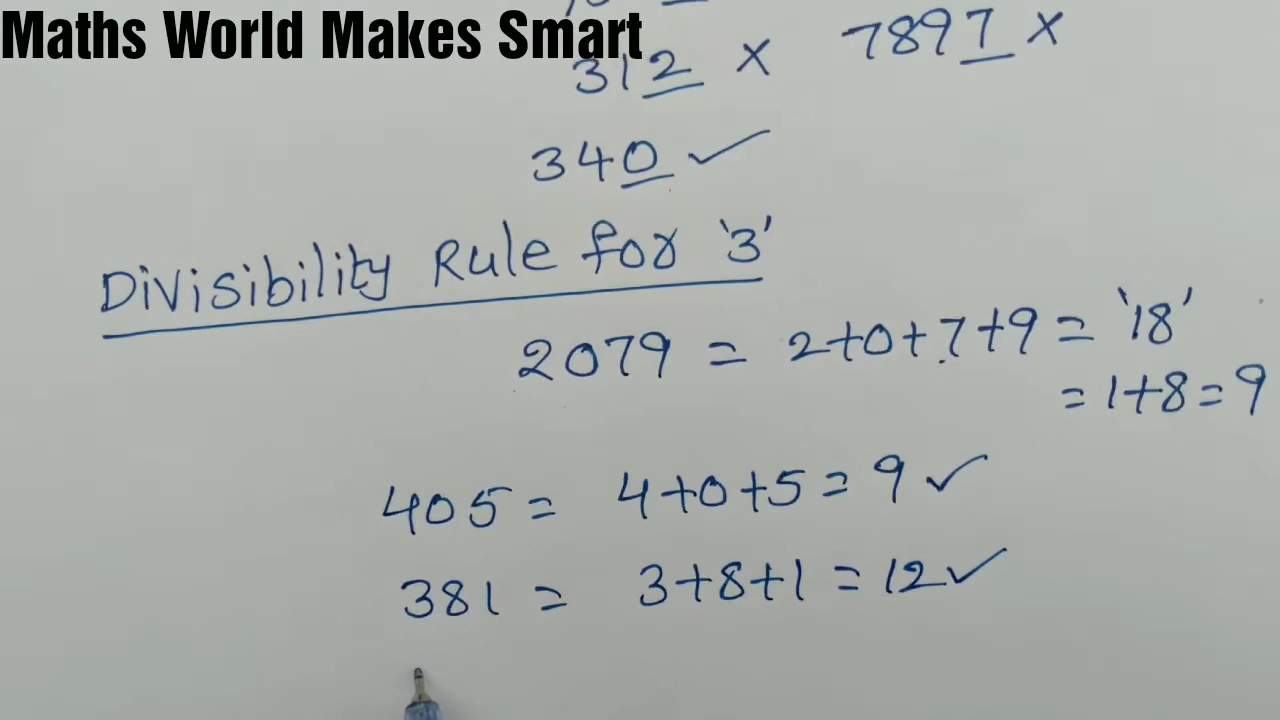 Maths World Makes Smart
312 × 7897 ×
340 ✓
Divisibility Rule for '3'
2079 = 2+0+7+9 = '18'
= 1+8 = 9
405 = 4+0+5 = 9 ✓
381 = 3+8+1 = 12 ✓